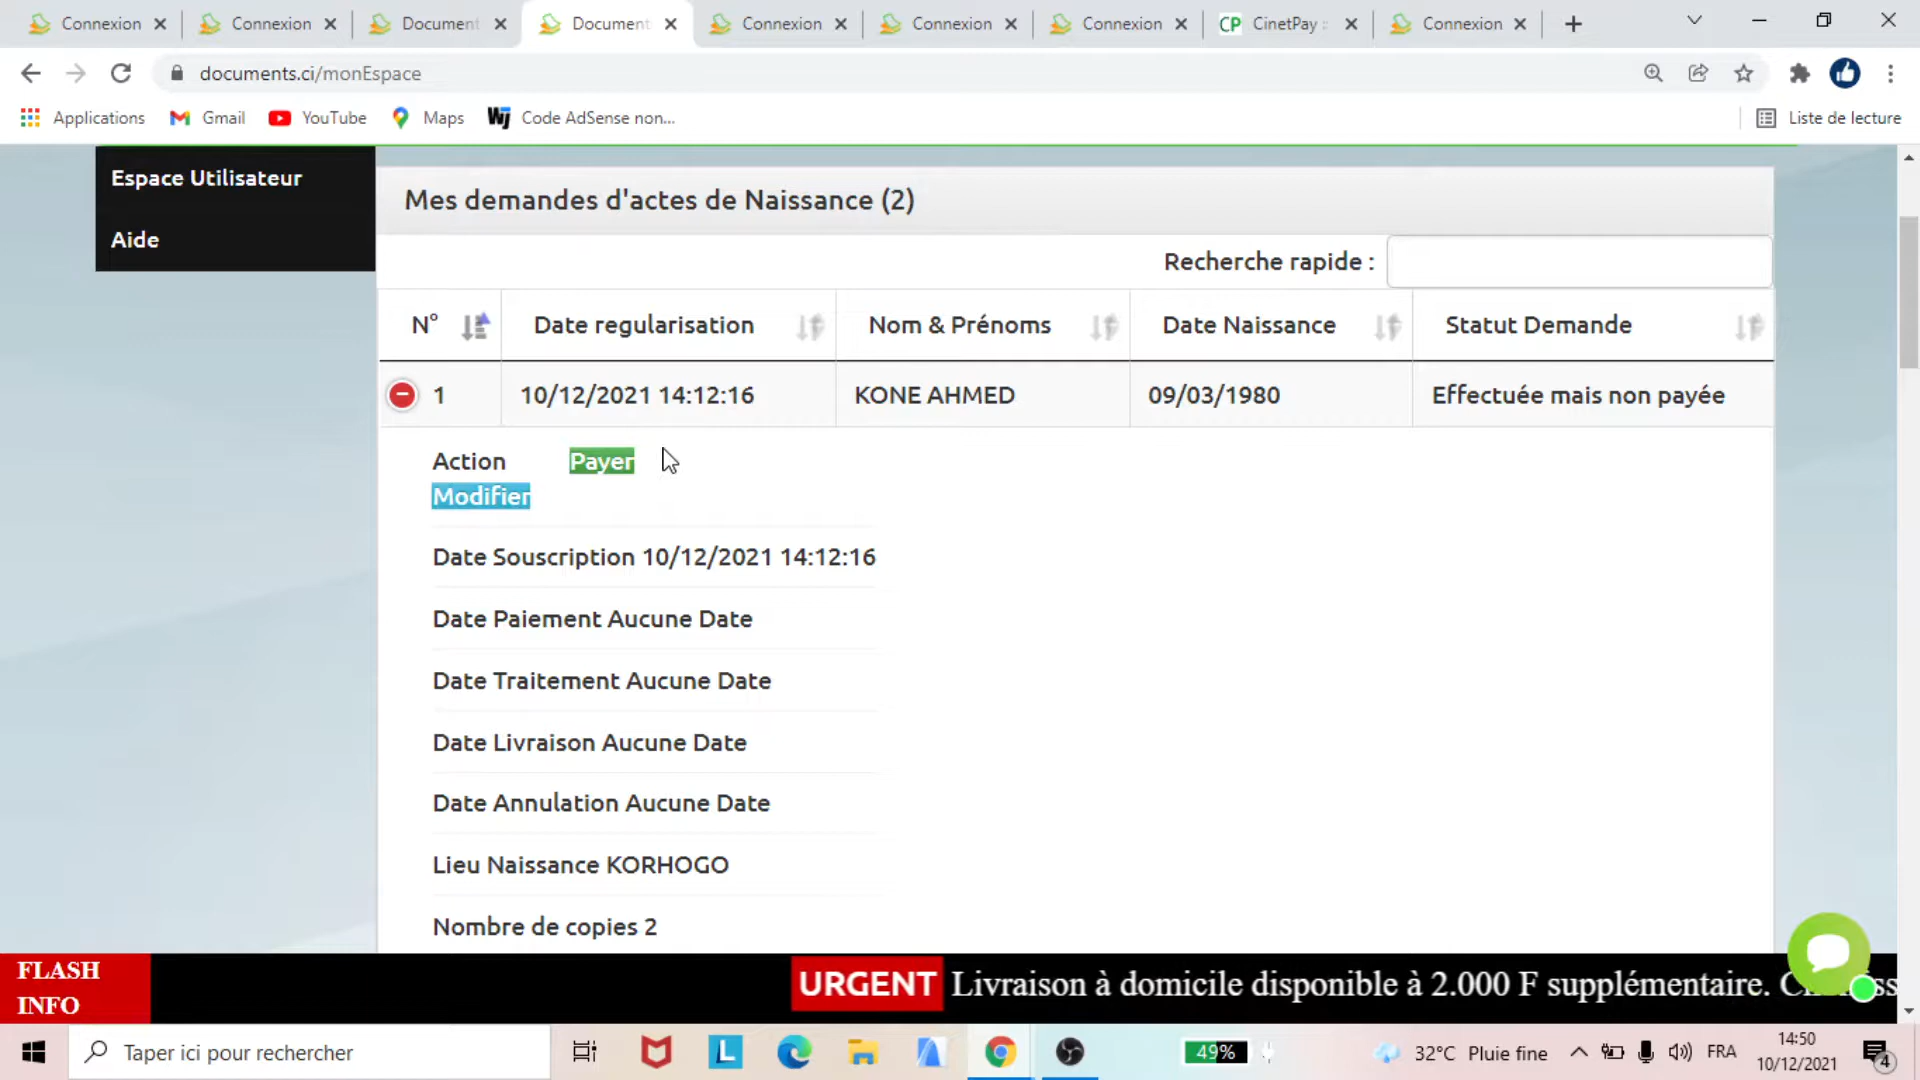 Connexion
Connexion
Document
Document
Connexion
Connexion
Connexion
CP CinetPay :
Connexion
documents.ci/monEspace
Applications
Gmail
YouTube
Maps
Code AdSense non...
Liste de lecture
Espace Utilisateur
Aide
Mes demandes d'actes de Naissance (2)
Recherche rapide :
N° Date regularisation Nom & Prénoms Date Naissance Statut Demande
1 10/12/2021 14:12:16 KONE AHMED 09/03/1980 Effectuée mais non payée
Action Payer
Modifier
Date Souscription 10/12/2021 14:12:16
Date Paiement Aucune Date
Date Traitement Aucune Date
Date Livraison Aucune Date
Date Annulation Aucune Date
Lieu Naissance KORHOGO
Nombre de copies 2
FLASH
INFO
URGENT Livraison à domicile disponible à 2.000 F supplémentaire.
Taper ici pour rechercher
L
49%
32°C Pluie fine
FRA
14:50
10/12/2021
4